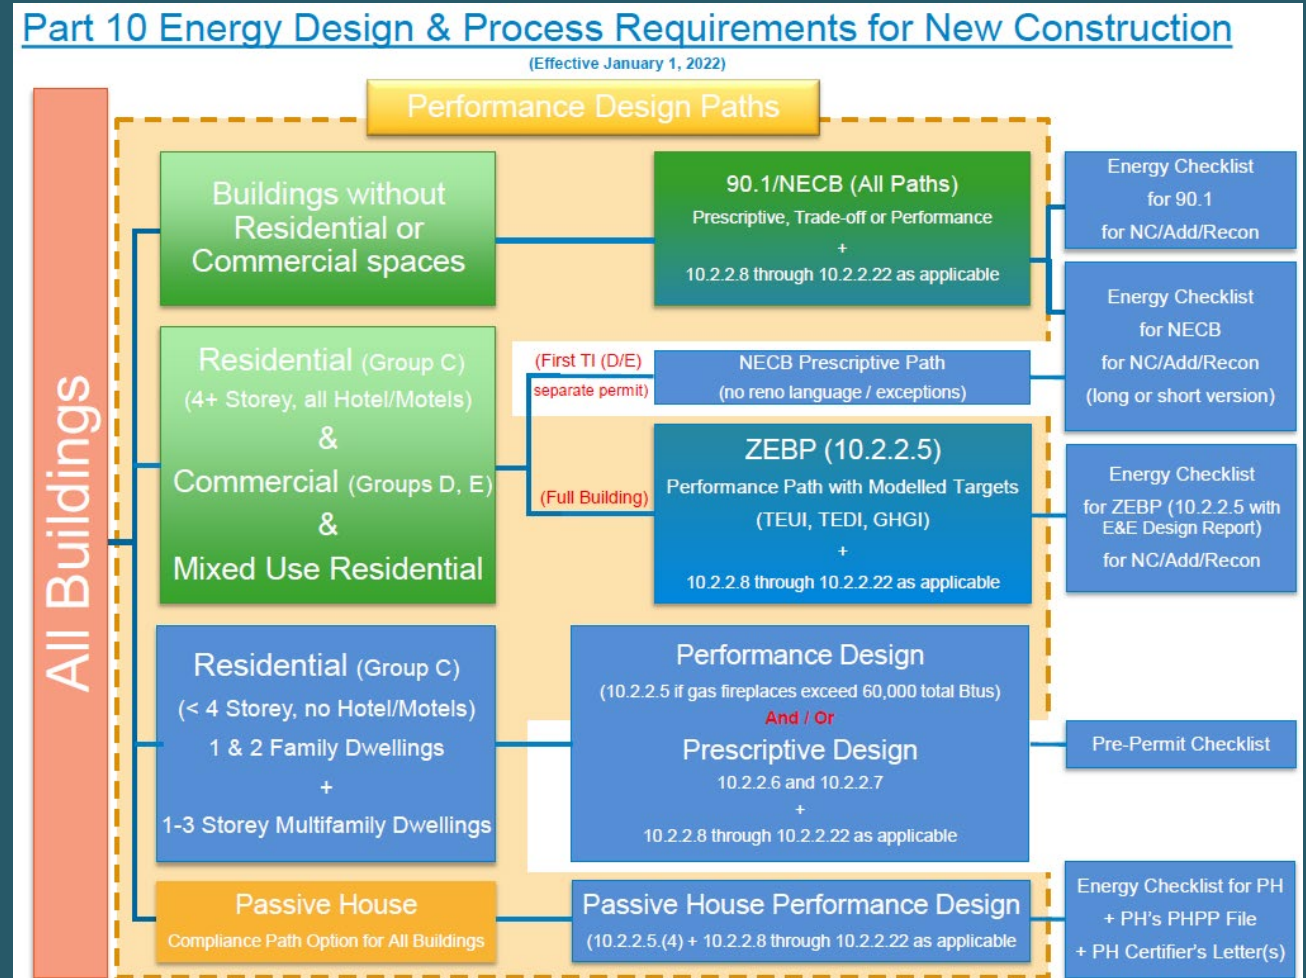 Part 10 Energy Design & Process Requirements for New Construction
(Effective January 1, 2022)
Performance Design Paths
All Buildings
Buildings without
Residential or
Commercial spaces
90.1/NECB (All Paths)
Prescriptive, Trade-off or Performance
+
10.2.2.8 through 10.2.2.22 as applicable
Energy Checklist
for 90.1
for NC/Add/Recon
Energy Checklist
for NECB
for NC/Add/Recon
(long or short version)
Residential (Group C)
(4+ Storey, all Hotel/Motels)
&
Commercial (Groups D, E)
&
Mixed Use Residential
(First TI (D/E)
separate permit)
NECB Prescriptive Path
(no reno language / exceptions)
(Full Building)
ZEBP (10.2.2.5)
Performance Path with Modelled Targets
(TEUI, TEDI, GHGI)
+
10.2.2.8 through 10.2.2.22 as applicable
Energy Checklist
for ZEBP (10.2.2.5 with
E&E Design Report)
for NC/Add/Recon
Residential (Group C)
(< 4 Storey, no Hotel/Motels)
1 & 2 Family Dwellings
+
1-3 Storey Multifamily Dwellings
Performance Design
(10.2.2.5 if gas fireplaces exceed 60,000 total Btus)
And / Or
Prescriptive Design
10.2.2.6 and 10.2.2.7
+
10.2.2.8 through 10.2.2.22 as applicable
Pre-Permit Checklist
Passive House
Compliance Path Option for All Buildings
Passive House Performance Design
(10.2.2.5.(4) + 10.2.2.8 through 10.2.2.22 as applicable
Energy Checklist for PH
+ PH's PHPP File
+ PH Certifier's Letter(s)